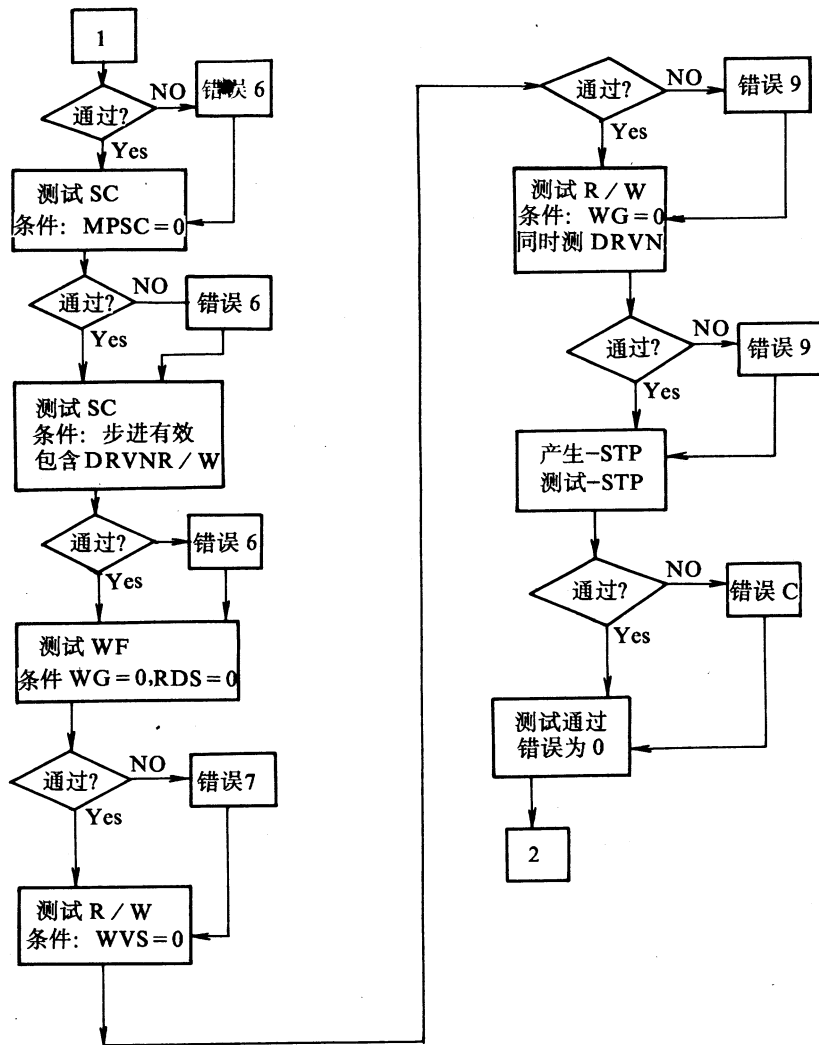 1
通过?
NO
错误 6
Yes
测试 SC
条件: MPSC=0
通过?
NO
错误 6
Yes
测试 SC
条件: 步进有效
包含 DRVNR/W
通过?
错误 6
Yes
测试 WF
条件 WG=0,RDS=0
通过?
NO
错误7
Yes
测试 R/W
条件: WVS=0
通过?
NO
错误 9
Yes
测试 R/W
条件: WG=0
同时测 DRVN
通过?
NO
错误 9
Yes
产生-STP
测试-STP
通过?
NO
错误 C
Yes
测试通过
错误为 0
2